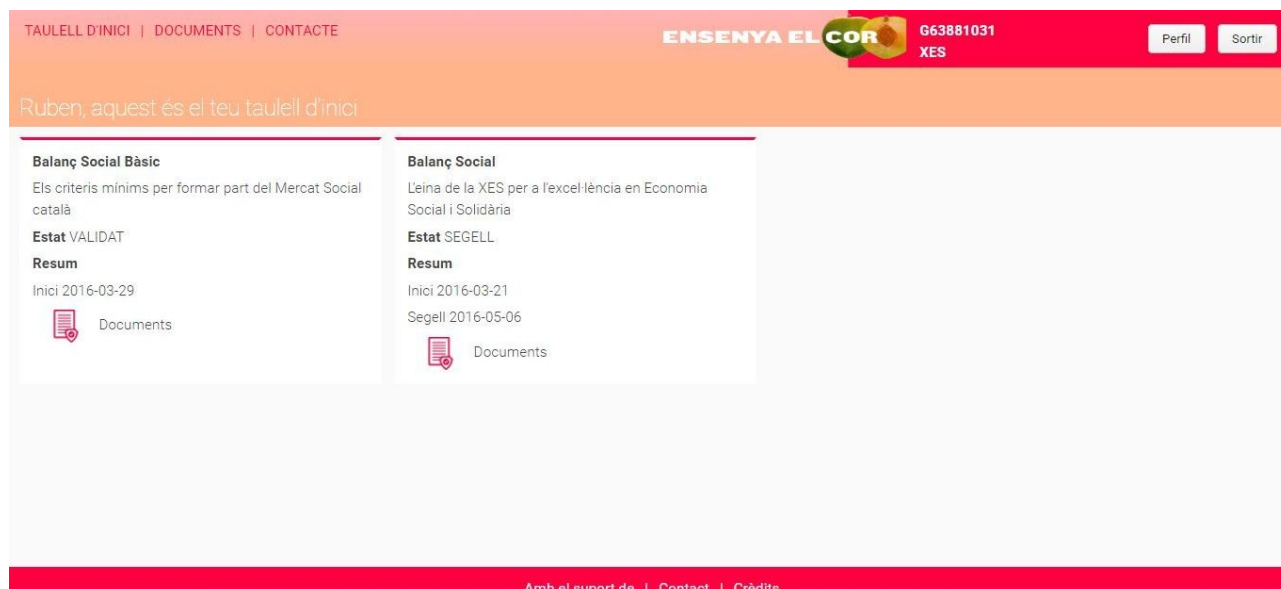 TAULELL D'INICI | DOCUMENTS | CONTACTE
ENSENYA EL COR
G63881031
XES
Perfil
Sortir
Ruben, aquest és el teu taulell d'inici
Balanç Social Bàsic
Els criteris mínims per formar part del Mercat Social
català
Estat VALIDAT
Resum
Inici 2016-03-29
Documents
Balanç Social
L'eina de la XES per a l'excel·lència en Economia
Social i Solidària
Estat SEGELL
Resum
Inici 2016-03-21
Segell 2016-05-06
Documents
Amb el suport de | Contact | Crèdits